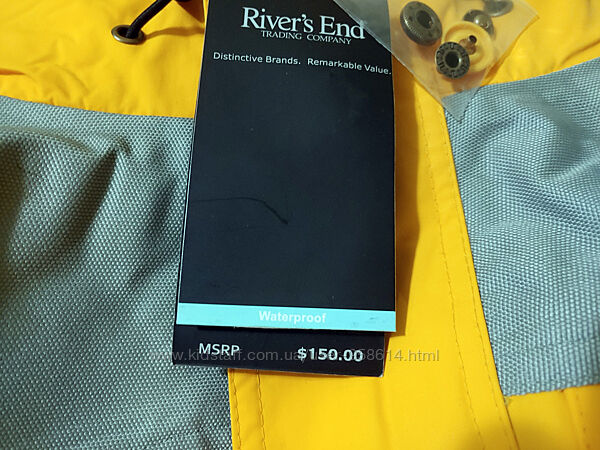 River's End
TRADING COMPANY
Distinctive Brands. Remarkable Value.
Waterproof
MSRP $150.00